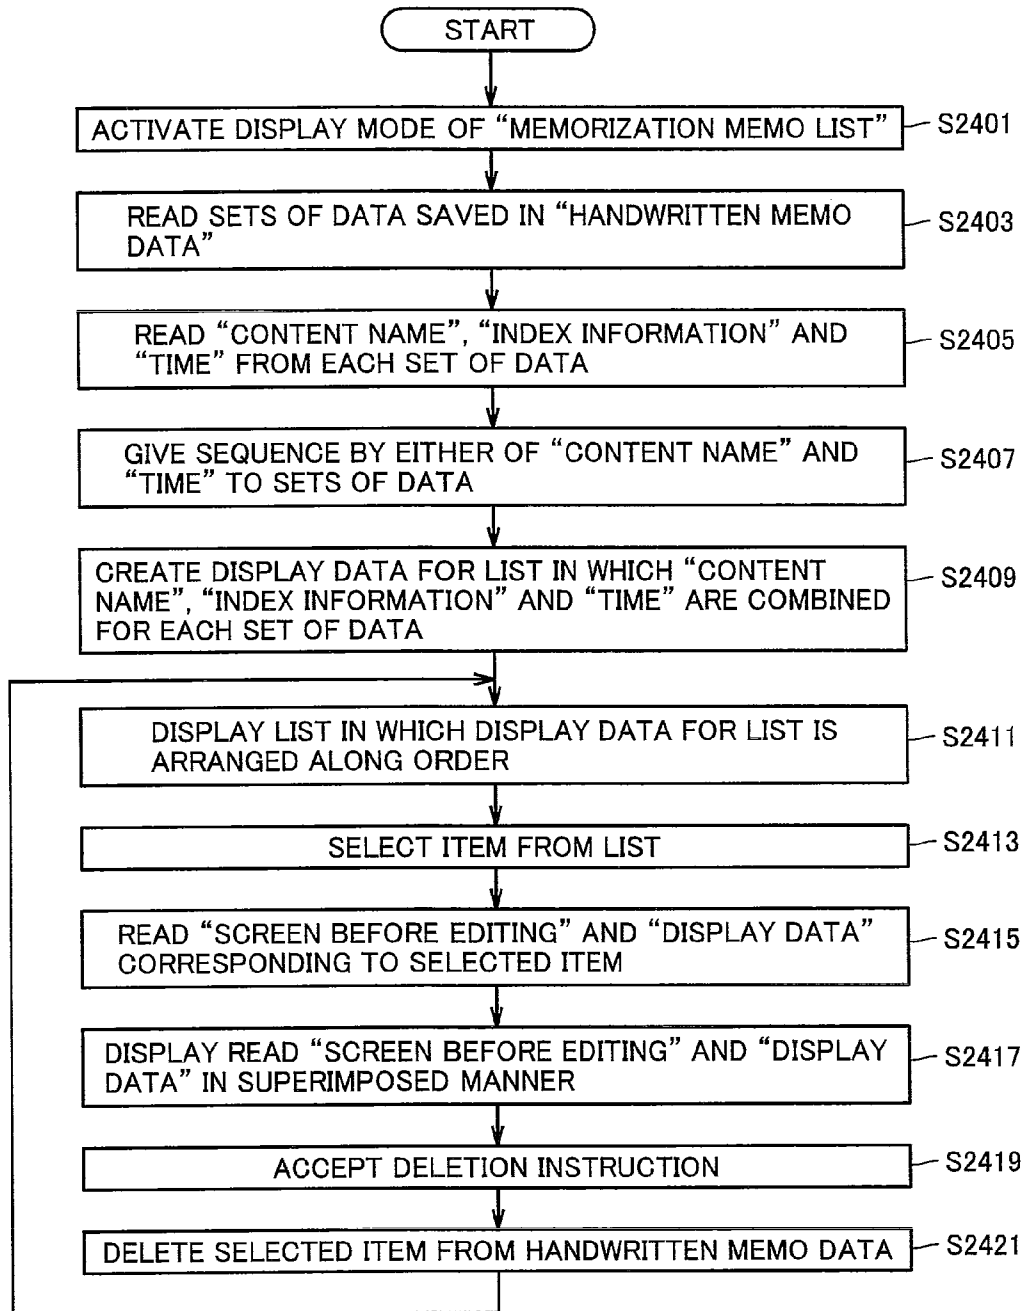 START
ACTIVATE DISPLAY MODE OF “MEMORIZATION MEMO LIST”
S2401
READ SETS OF DATA SAVED IN “HANDWRITTEN MEMO
DATA”
S2403
READ “CONTENT NAME”, “INDEX INFORMATION” AND
“TIME” FROM EACH SET OF DATA
S2405
GIVE SEQUENCE BY EITHER OF “CONTENT NAME” AND
“TIME” TO SETS OF DATA
S2407
CREATE DISPLAY DATA FOR LIST IN WHICH “CONTENT
NAME”, “INDEX INFORMATION” AND “TIME” ARE COMBINED
FOR EACH SET OF DATA
S2409
DISPLAY LIST IN WHICH DISPLAY DATA FOR LIST IS
ARRANGED ALONG ORDER
S2411
SELECT ITEM FROM LIST
S2413
READ “SCREEN BEFORE EDITING” AND “DISPLAY DATA”
CORRESPONDING TO SELECTED ITEM
S2415
DISPLAY READ “SCREEN BEFORE EDITING” AND “DISPLAY
DATA” IN SUPERIMPOSED MANNER
S2417
ACCEPT DELETION INSTRUCTION
S2419
DELETE SELECTED ITEM FROM HANDWRITTEN MEMO DATA
S2421